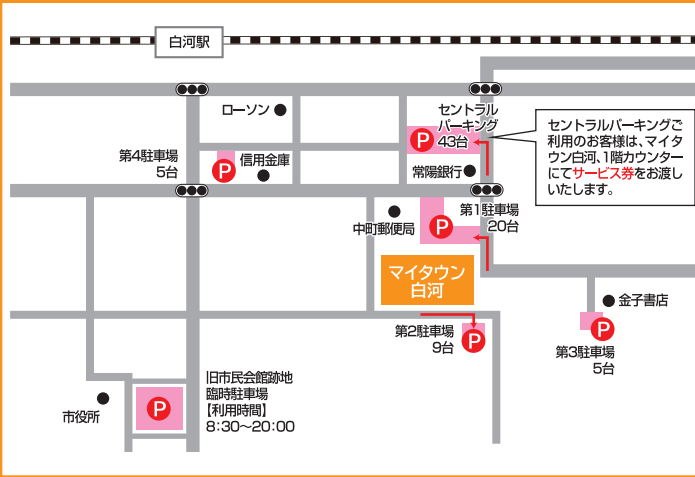 白河駅
ローソン
セントラル
パーキング
43台
P
セントラルパーキングご
利用のお客様は、マイタ
ウン白河、1階カウンター
にてサービス券をお渡し
いたします。
第4駐車場
5台
P
信用金庫
常陽銀行
中町郵便局
第1駐車場
20台
P
マイタウン
白河
金子書店
第2駐車場
9台
P
P
第3駐車場
5台
市役所
P
旧市民会館跡地
臨時駐車場
【利用時間】
8:30〜20:00